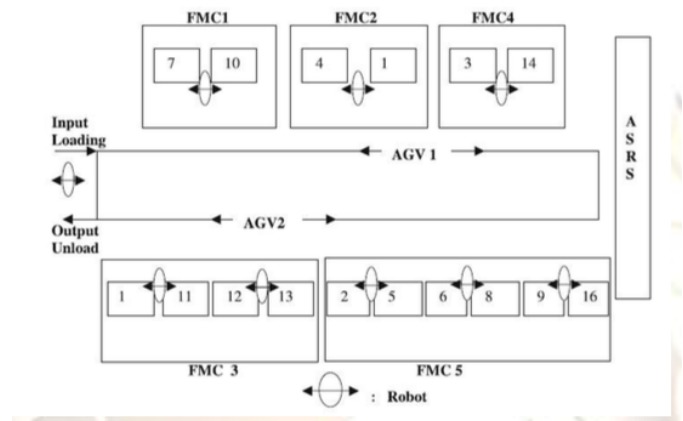 FMC1 FMC2 FMC4
7 10 4 1 3 14
A
S
R
S
Input
Loading
AGV 1
AGV2
Output
Unload
1 11 12 13 2 5 6 8 9 16
FMC 3 FMC 5
: Robot